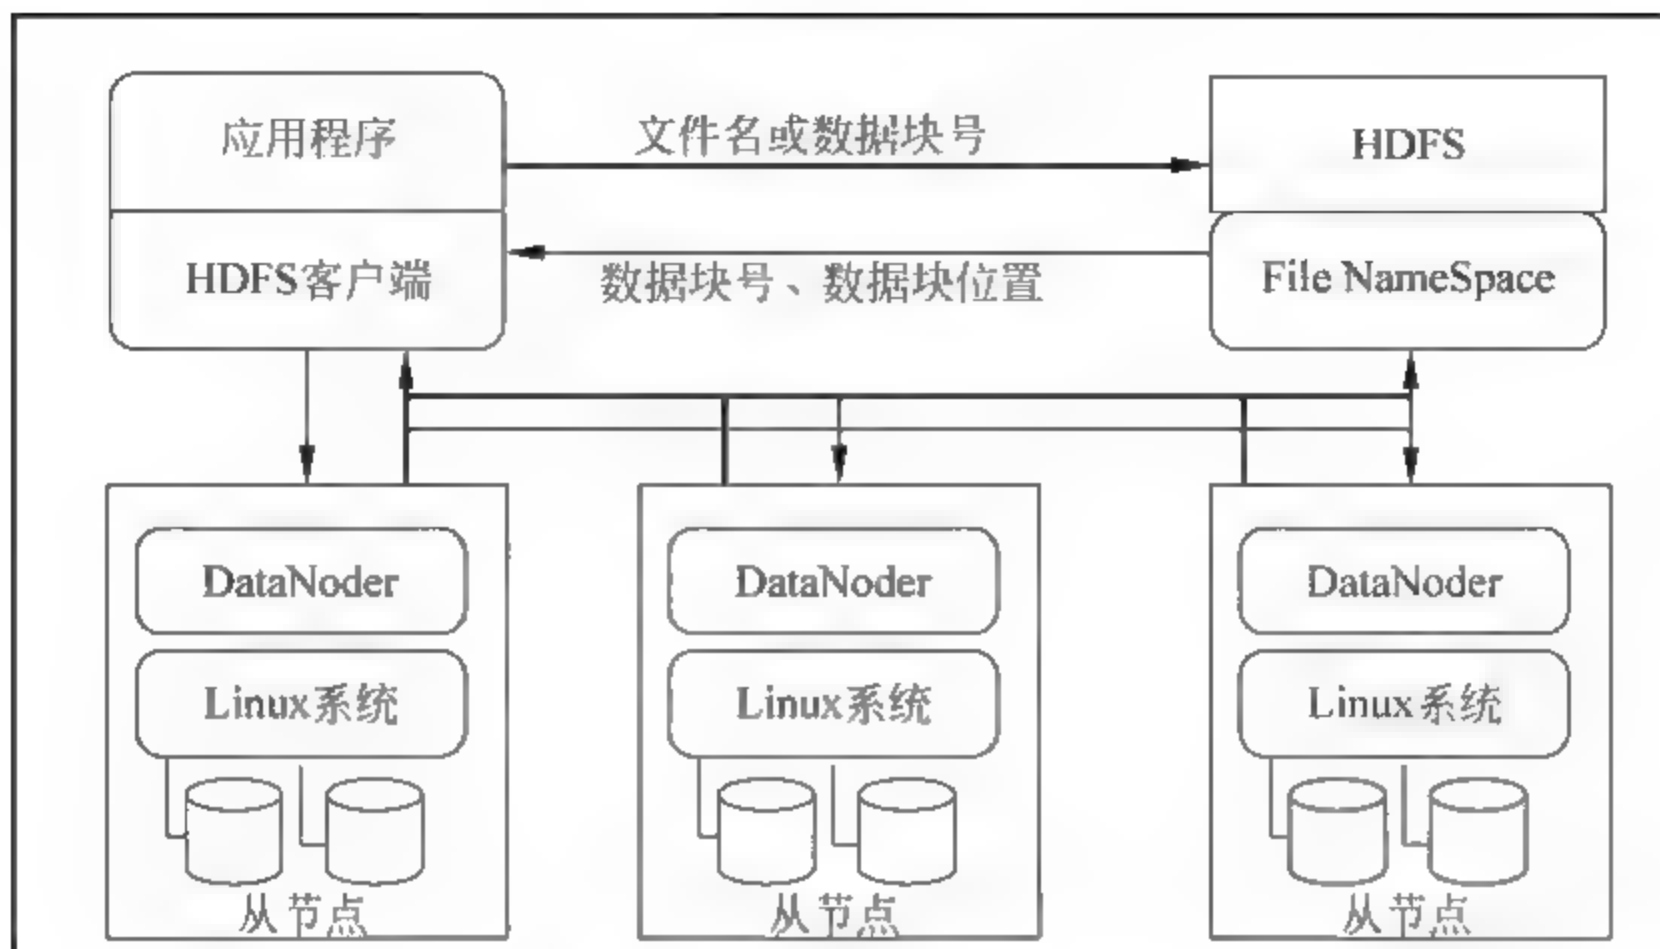 应用程序
文件名或数据块号
HDFS
HDFS客户端
数据块号、数据块位置
File NameSpace
DataNoder
DataNoder
DataNoder
Linux系统
Linux系统
Linux系统
从节点
从节点
从节点